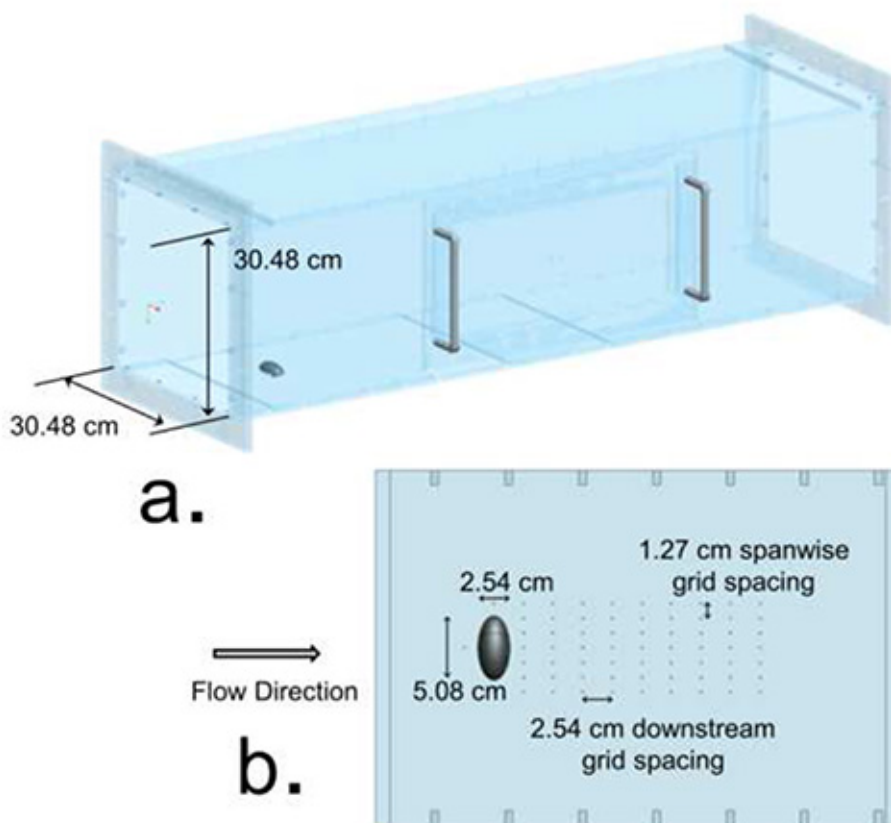 30.48 cm
30.48 cm
a.
1.27 cm spanwise
grid spacing
2.54 cm
Flow Direction
5.08 cm
2.54 cm downstream
grid spacing
b.